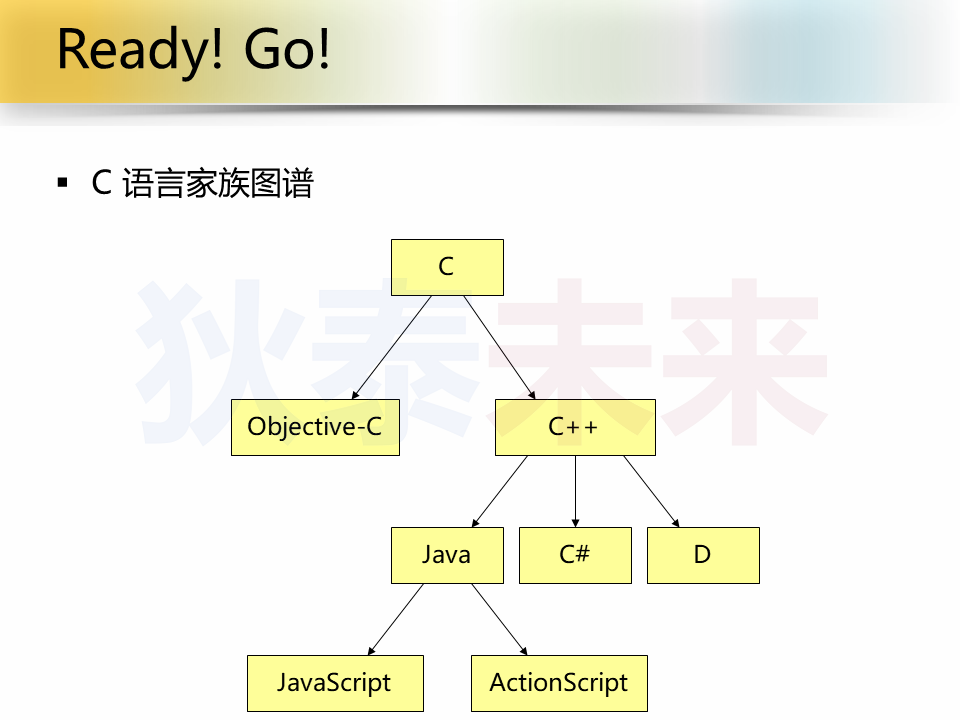 Ready! Go!
C 语言家族图谱
C
狄泰未来
Objective-C
C++
Java
C#
D
JavaScript
ActionScript